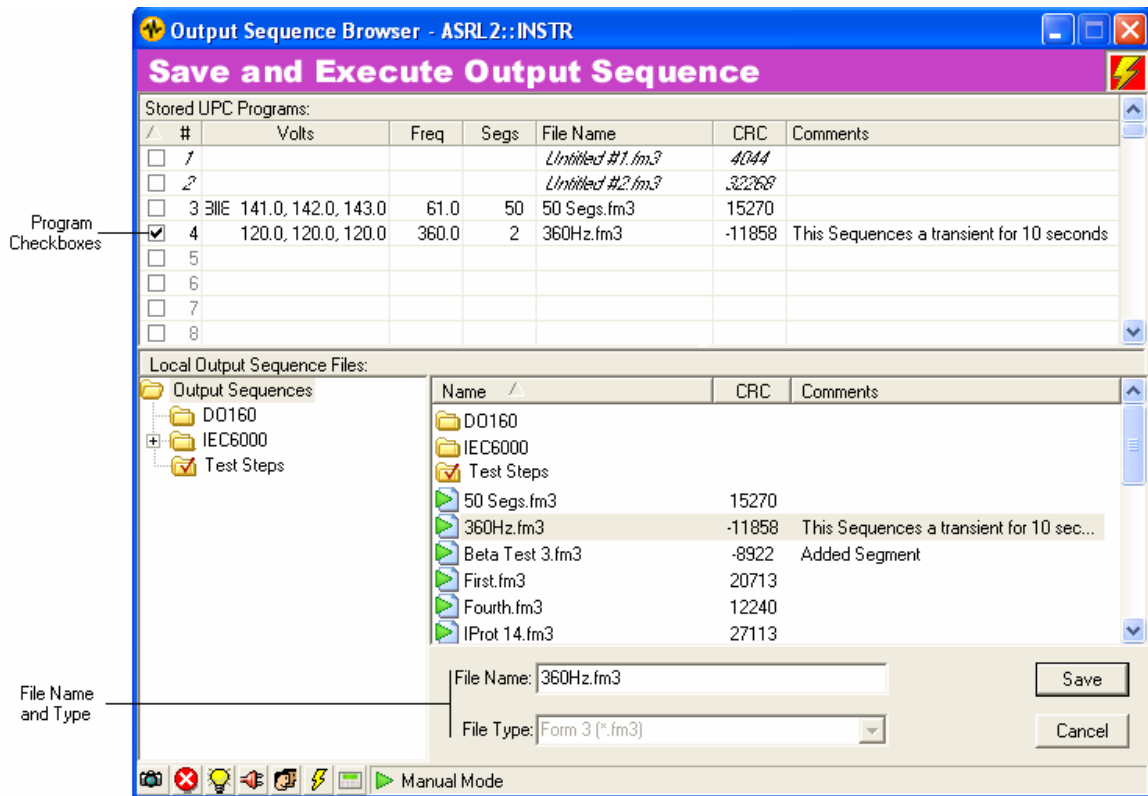 Output Sequence Browser - ASRL2::INSTR
Save and Execute Output Sequence
Stored UPC Programs:
# Volts Freq Segs File Name CRC Comments
1 Untitled #1.fm3 4044
2 Untitled #2.fm3 32268
3 141.0, 142.0, 143.0 61.0 50 50 Segs.fm3 15270
4 120.0, 120.0, 120.0 360.0 2 360Hz.fm3 -11858 This Sequences a transient for 10 seconds
5
6
7
8
Program
Checkboxes
Local Output Sequence Files:
Output Sequences
DO160
IEC6000
Test Steps
Name CRC Comments
DO160
IEC6000
Test Steps
50 Segs.fm3 15270
360Hz.fm3 -11858 This Sequences a transient for 10 sec...
Beta Test 3.fm3 -8922 Added Segment
First.fm3 20713
Fourth.fm3 12240
IProt 14.fm3 27113
File Name
and Type
File Name: 360Hz.fm3 Save
File Type: Form 3 (*.fm3) Cancel
Manual Mode